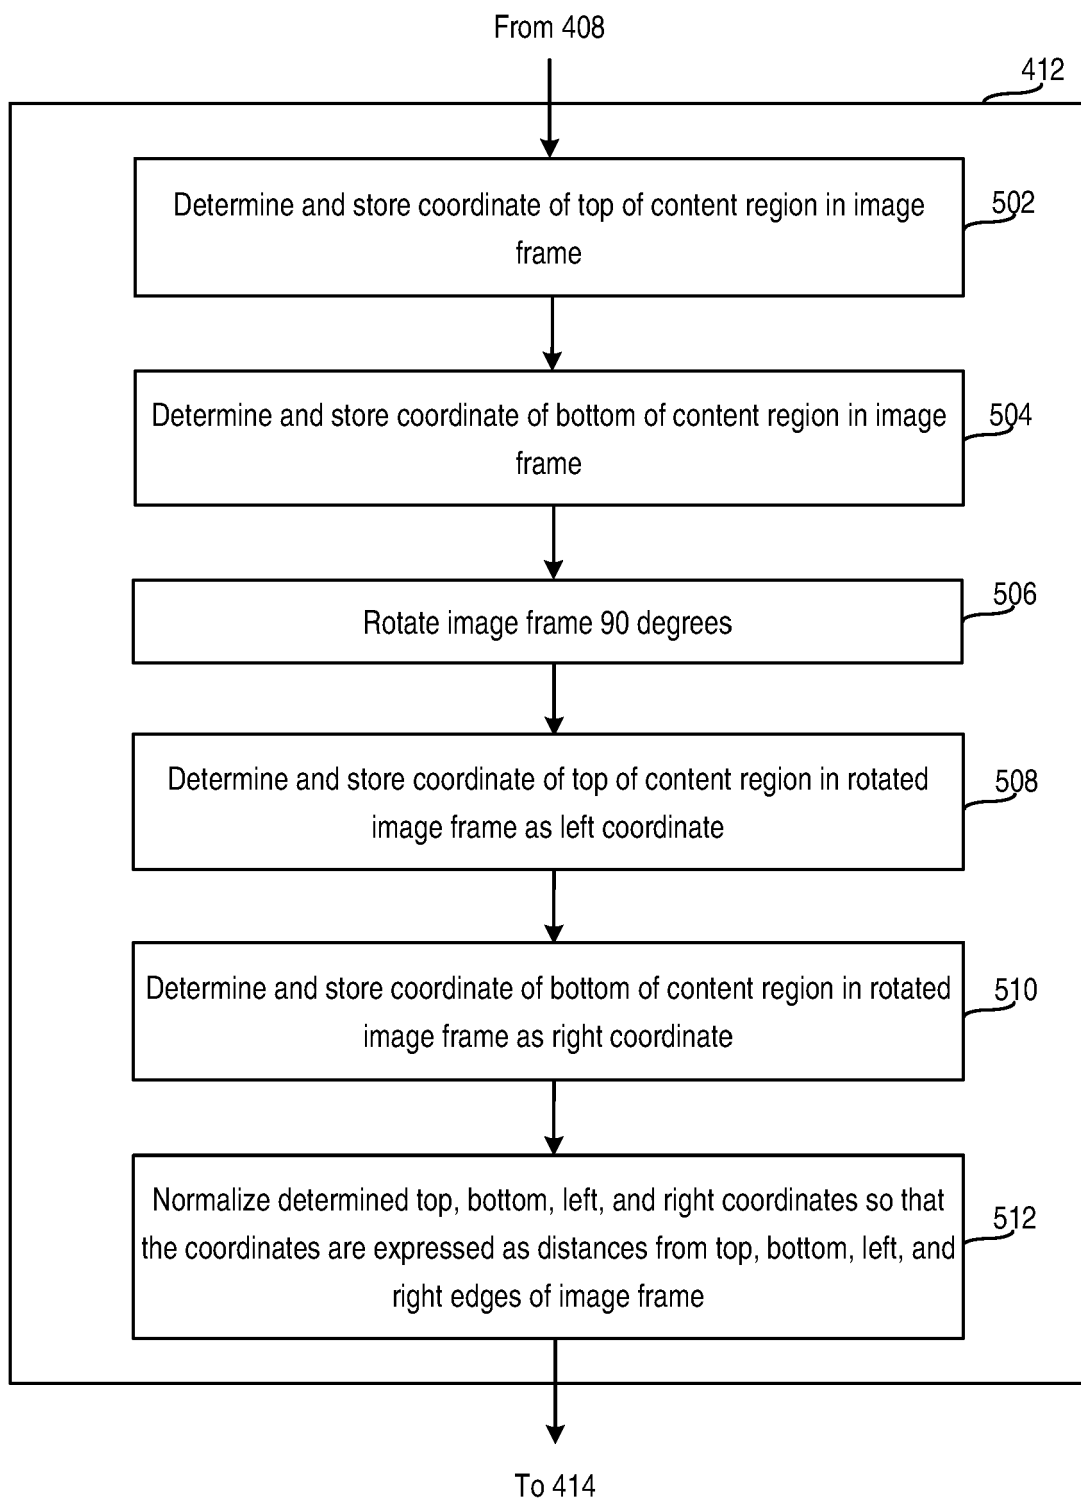 From 408
412
Determine and store coordinate of top of content region in image
frame
502
Determine and store coordinate of bottom of content region in image
frame
504
Rotate image frame 90 degrees
506
Determine and store coordinate of top of content region in rotated
image frame as left coordinate
508
Determine and store coordinate of bottom of content region in rotated
image frame as right coordinate
510
Normalize determined top, bottom, left, and right coordinates so that
the coordinates are expressed as distances from top, bottom, left, and
right edges of image frame
512
To 414